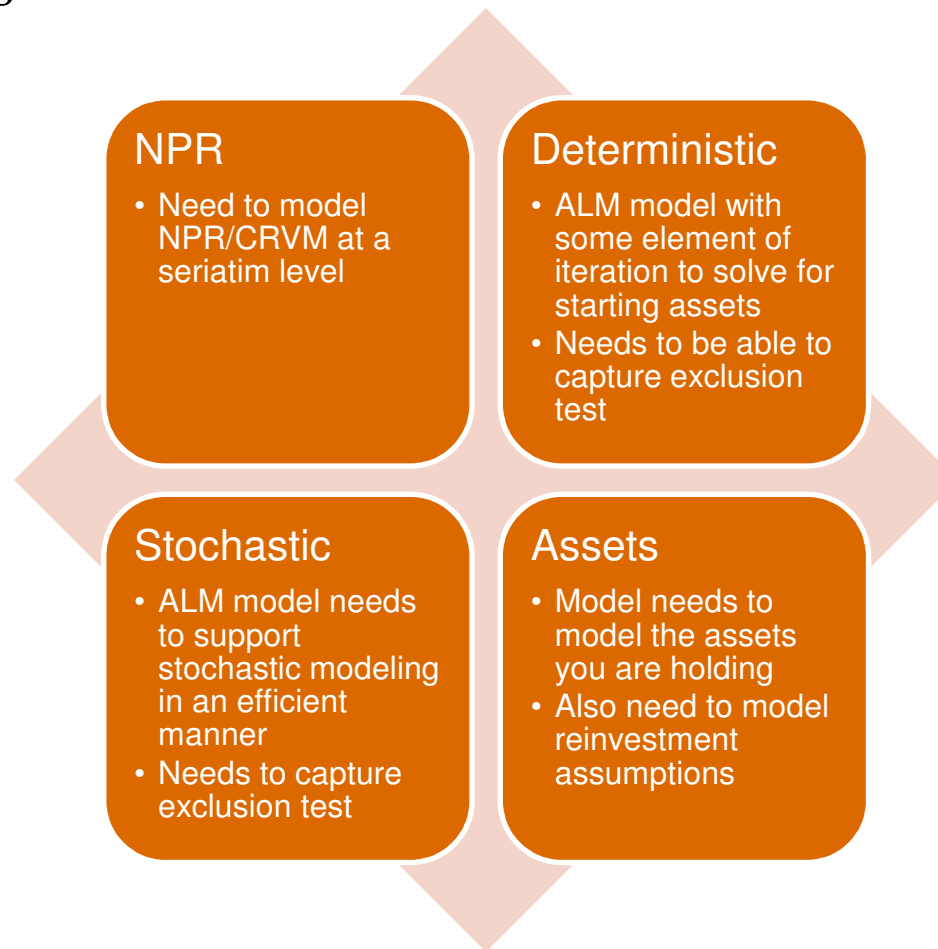 NPR
• Need to model
NPR/CRVM at a
seriatim level
Deterministic
• ALM model with
some element of
iteration to solve for
starting assets
• Needs to be able to
capture exclusion
test
Stochastic
• ALM model needs
to support
stochastic modeling
in an efficient
manner
• Needs to capture
exclusion test
Assets
• Model needs to
model the assets
you are holding
• Also need to model
reinvestment
assumptions